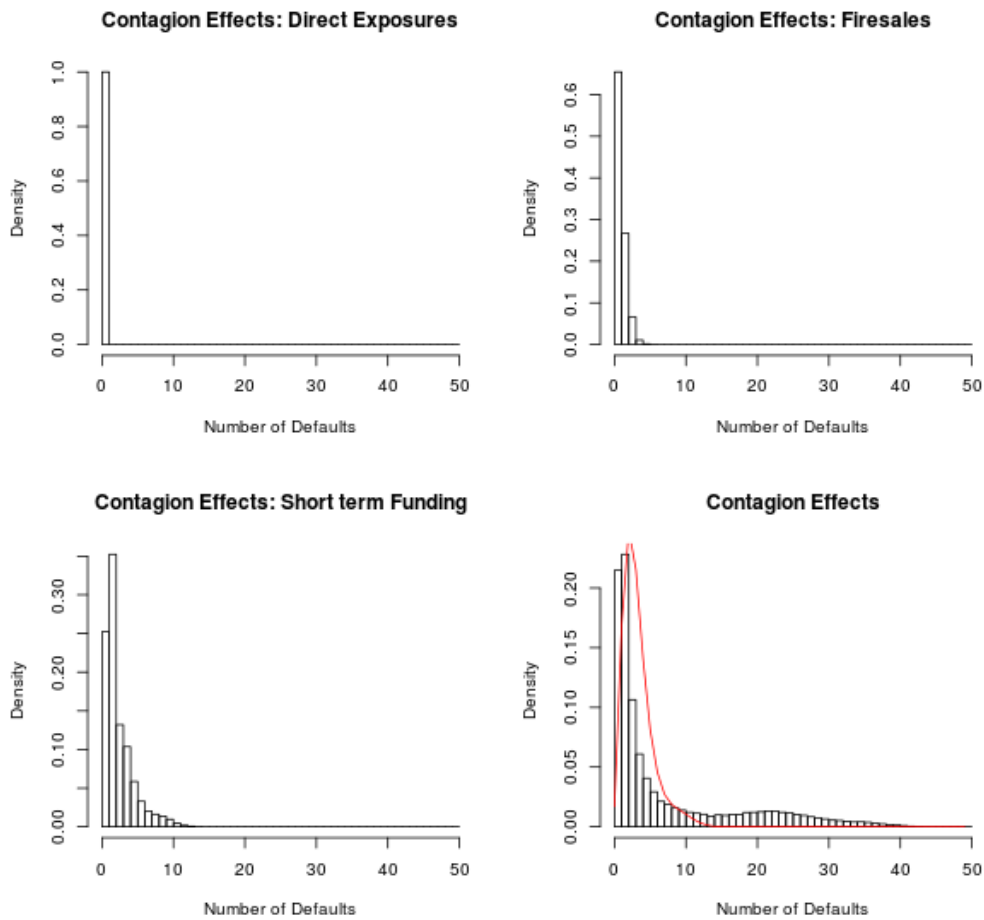 Contagion Effects: Direct Exposures
Density
0.0 0.2 0.4 0.6 0.8 1.0
0 10 20 30 40 50
Number of Defaults
Contagion Effects: Firesales
Density
0.0 0.1 0.2 0.3 0.4 0.5 0.6
0 10 20 30 40 50
Number of Defaults
Contagion Effects: Short term Funding
Density
0.00 0.10 0.20 0.30
0 10 20 30 40 50
Number of Defaults
Contagion Effects
Density
0.00 0.05 0.10 0.15 0.20
0 10 20 30 40 50
Number of Defaults